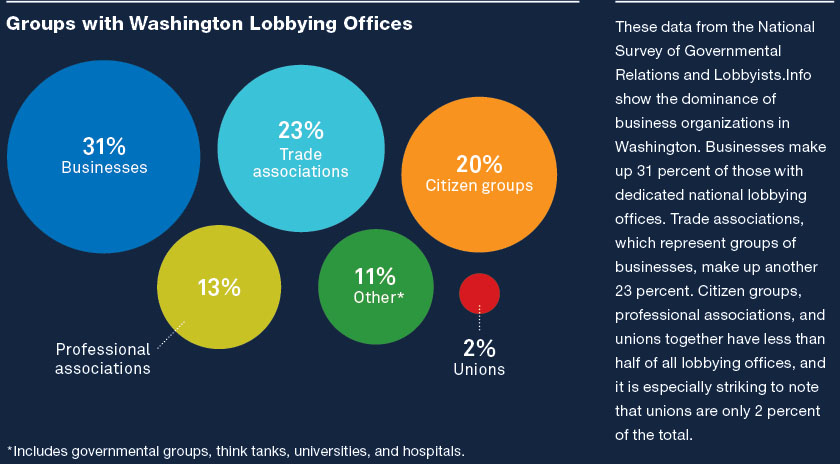 Groups with Washington Lobbying Offices
31%
Businesses
23%
Trade
associations
20%
Citizen groups
13%
Professional
associations
11%
Other*
2%
Unions
*Includes governmental groups, think tanks, universities, and hospitals.
These data from the National
Survey of Governmental
Relations and Lobbyists.Info
show the dominance of
business organizations in
Washington. Businesses make
up 31 percent of those with
dedicated national lobbying
offices. Trade associations,
which represent groups of
businesses, make up another
23 percent. Citizen groups,
professional associations, and
unions together have less than
half of all lobbying offices, and
it is especially striking to note
that unions are only 2 percent
of the total.